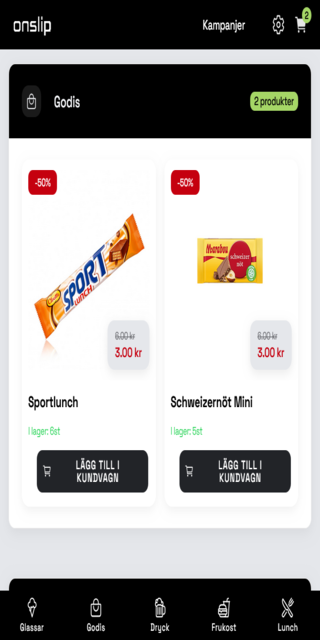 onslip
Kampanjer
2
Godis
2 produkter
-50%
-50%
SPORT
LUNCH
Marabou
schweizer
nöt
6.00 kr
3.00 kr
6.00 kr
3.00 kr
Sportlunch
Schweizernöt Mini
I lager: 6st
I lager: 5st
LÄGG TILL I
KUNDVAGN
LÄGG TILL I
KUNDVAGN
Glassar
Godis
Dryck
Frukost
Lunch